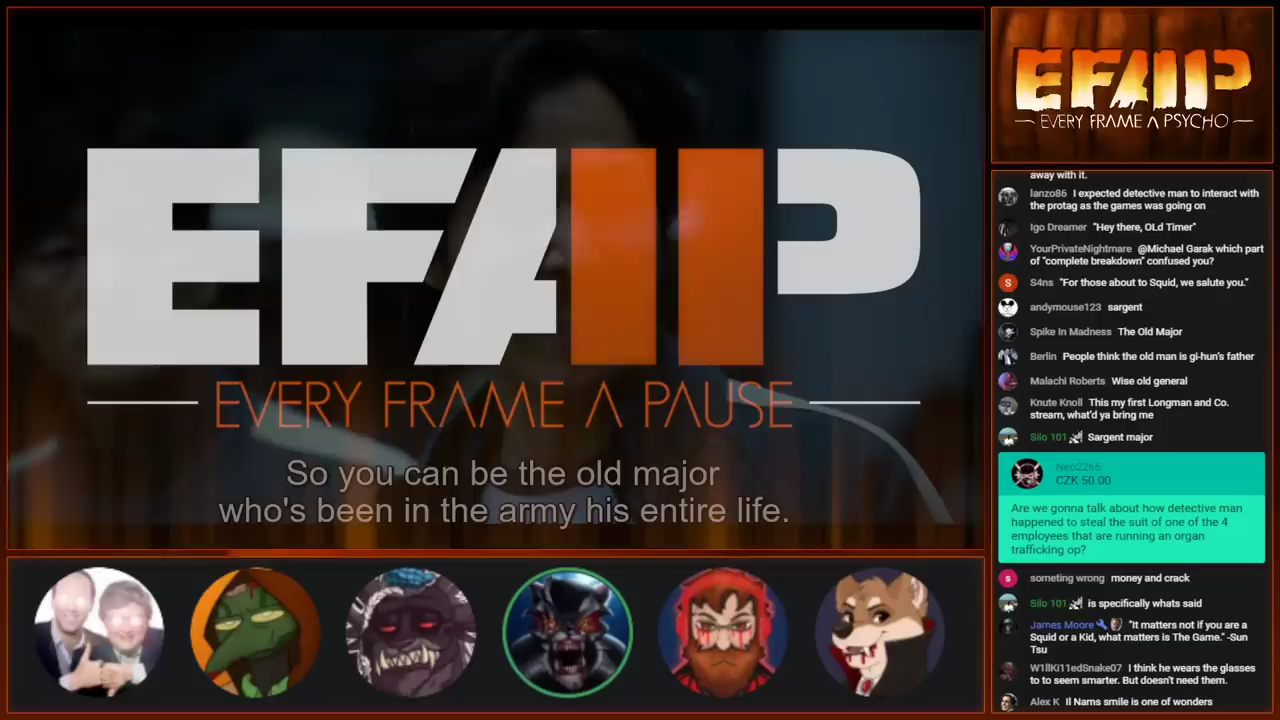 EFAIIP
EVERY FRAME A PAUSE
So you can be the old major
who's been in the army his entire life.
EFAIIP
EVERY FRAME A PSYCHO
away with it.
lanzo86 I expected detective man to interact with
the protag as the games was going on
Igo Dreamer "Hey there, OLd Timer"
YourPrivateNightmare @Michael Garak which part
of "complete breakdown" confused you?
S
S4ns "For those about to Squid, we salute you."
andymouse123 sargent
Spike In Madness The Old Major
Berlin People think the old man is gi-hun's father
Malachi Roberts Wise old general
Knute Knoll This my first Longman and Co.
stream, what'd ya bring me
Silo 101 Sargent major
Neo2266
CZK 50.00
Are we gonna talk about how detective man
happened to steal the suit of one of the 4
employees that are running an organ
trafficking op?
s
someting wrong money and crack
Silo 101 is specifically whats said
James Moore "It matters not if you are a
Squid or a Kid, what matters is The Game." -Sun
Tsu
W1llKi11edSnake07 I think he wears the glasses
to to seem smarter. But doesn't need them.
Alex K Il Nams smile is one of wonders